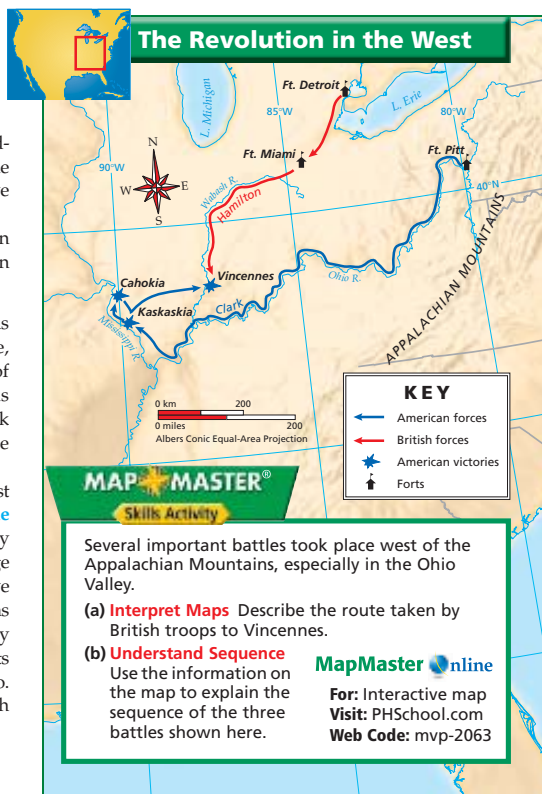 The Revolution in the West
L. Michigan
Ft. Detroit
L. Erie
85°W
80°W
90°W
N
W
E
S
Ft. Miami
Ft. Pitt
40°N
Wabash R.
Hamilton
APPALACHIAN MOUNTAINS
Cahokia
Vincennes
Ohio R.
Kaskaskia
Clark
Mississippi R.
0 km 200
0 miles 200
Albers Conic Equal-Area Projection
KEY
American forces
British forces
American victories
Forts
MAP MASTER®
Skills Activity
Several important battles took place west of the
Appalachian Mountains, especially in the Ohio
Valley.
(a) Interpret Maps Describe the route taken by
British troops to Vincennes.
(b) Understand Sequence
Use the information on
the map to explain the
sequence of the three
battles shown here.
MapMaster Online
For: Interactive map
Visit: PHSchool.com
Web Code: mvp-2063